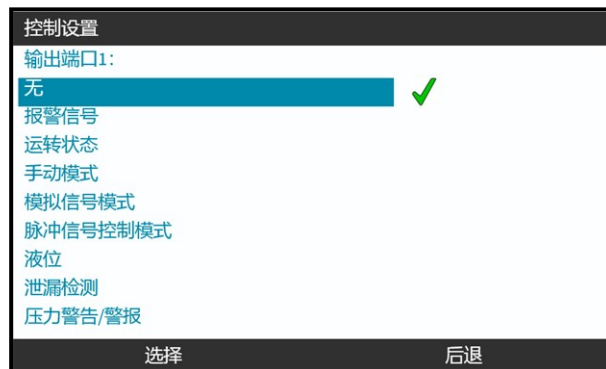 控制设置
输出端口1:
无
报警信号
运转状态
手动模式
模拟信号模式
脉冲信号控制模式
液位
泄漏检测
压力警告/警报
选择 后退